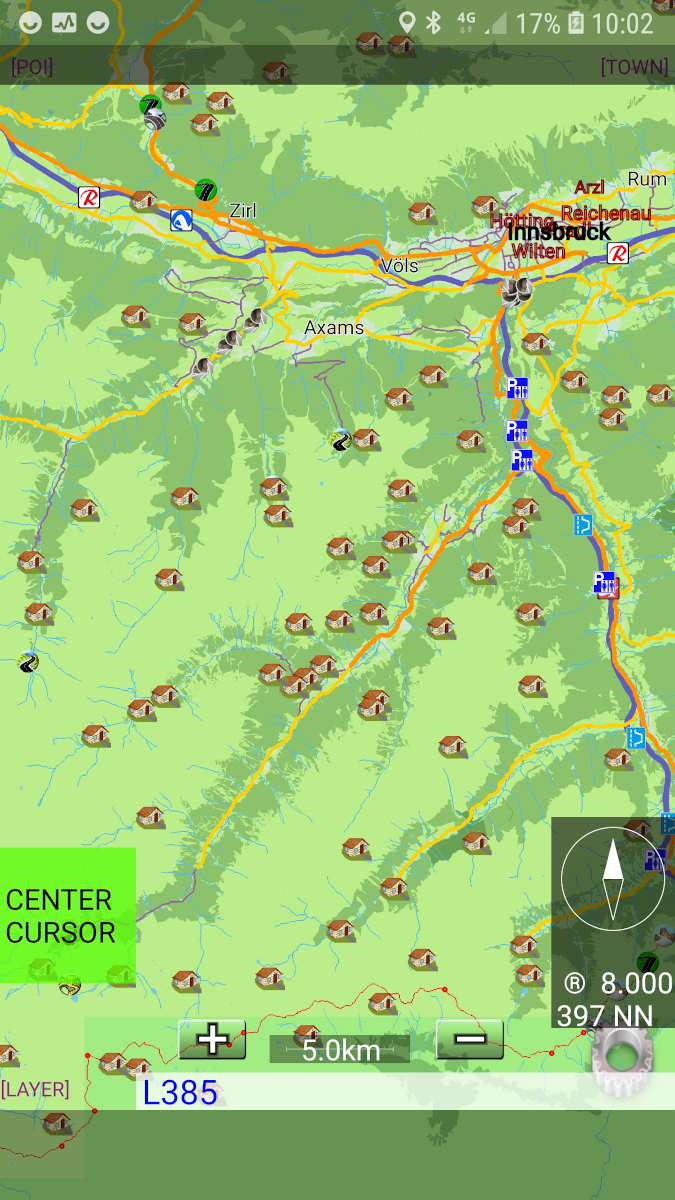 4G 17% 10:02
[POI] [TOWN]
Rum
Arzl
Zirl
Hötting
Reichenau
Innsbruck
Wilten
R
R
Völs
Axams
P
P
P
P
P
CENTER
CURSOR
® 8.000
397 NN
+ 5.0km −
[LAYER] L385